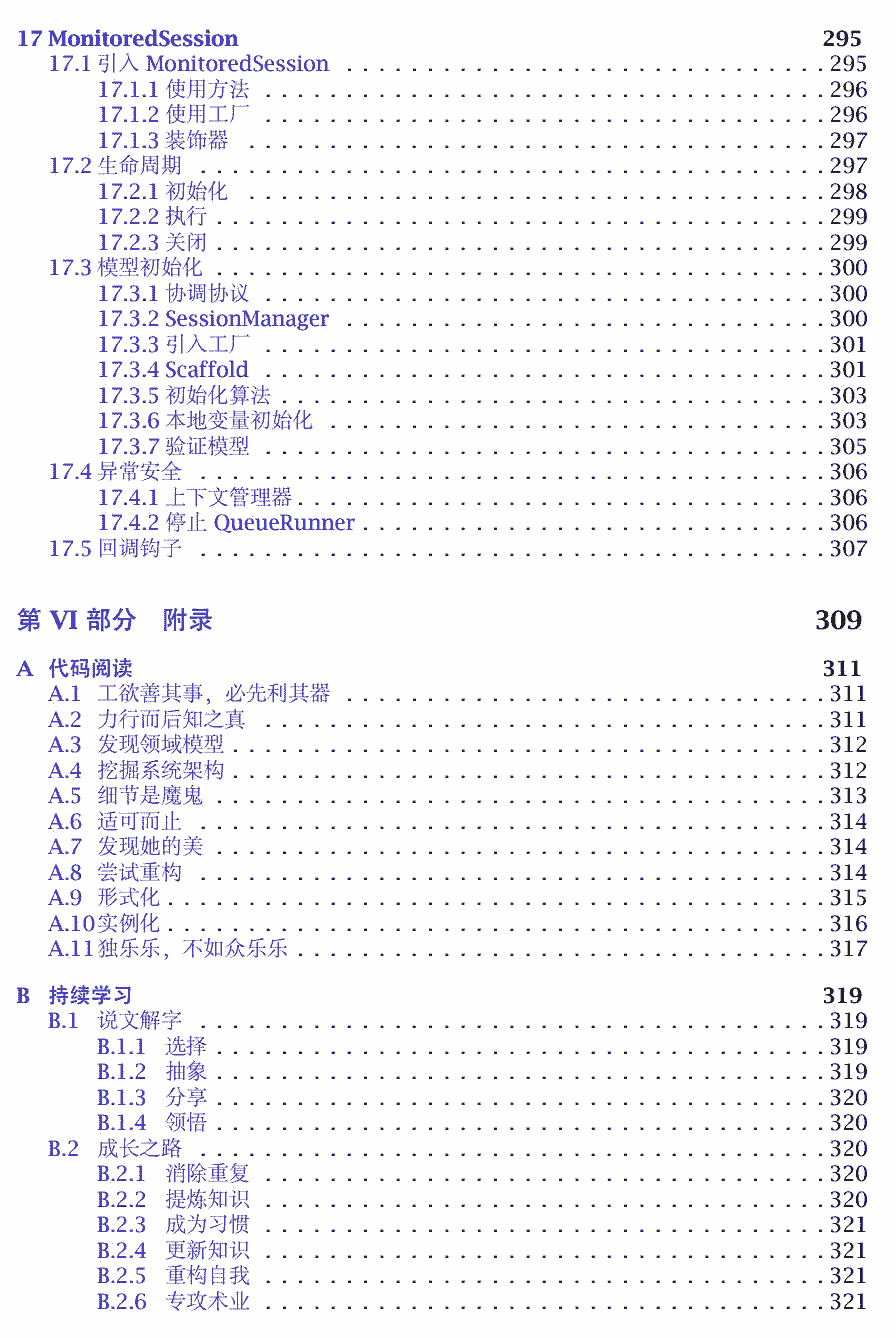 17 MonitoredSession 295
17.1 引入 MonitoredSession . . . . . . . . . . . . . . . . . . . . . . . . . . . . . . 295
17.1.1 使用方法 . . . . . . . . . . . . . . . . . . . . . . . . . . . . . . . . . . . 296
17.1.2 使用工厂 . . . . . . . . . . . . . . . . . . . . . . . . . . . . . . . . . . . 296
17.1.3 装饰器 . . . . . . . . . . . . . . . . . . . . . . . . . . . . . . . . . . . . 297
17.2 生命周期 . . . . . . . . . . . . . . . . . . . . . . . . . . . . . . . . . . . . . . . 297
17.2.1 初始化 . . . . . . . . . . . . . . . . . . . . . . . . . . . . . . . . . . . . 298
17.2.2 执行 . . . . . . . . . . . . . . . . . . . . . . . . . . . . . . . . . . . . . . 299
17.2.3 关闭 . . . . . . . . . . . . . . . . . . . . . . . . . . . . . . . . . . . . . . 299
17.3 模型初始化 . . . . . . . . . . . . . . . . . . . . . . . . . . . . . . . . . . . . . . 300
17.3.1 协调协议 . . . . . . . . . . . . . . . . . . . . . . . . . . . . . . . . . . . 300
17.3.2 SessionManager . . . . . . . . . . . . . . . . . . . . . . . . . . . . . . 300
17.3.3 引入工厂 . . . . . . . . . . . . . . . . . . . . . . . . . . . . . . . . . . . 301
17.3.4 Scaffold . . . . . . . . . . . . . . . . . . . . . . . . . . . . . . . . . . . 301
17.3.5 初始化算法 . . . . . . . . . . . . . . . . . . . . . . . . . . . . . . . . . . 303
17.3.6 本地变量初始化 . . . . . . . . . . . . . . . . . . . . . . . . . . . . . . . 303
17.3.7 验证模型 . . . . . . . . . . . . . . . . . . . . . . . . . . . . . . . . . . . 305
17.4 异常安全 . . . . . . . . . . . . . . . . . . . . . . . . . . . . . . . . . . . . . . . 306
17.4.1 上下文管理器 . . . . . . . . . . . . . . . . . . . . . . . . . . . . . . . . . 306
17.4.2 停止 QueueRunner . . . . . . . . . . . . . . . . . . . . . . . . . . . . . 306
17.5 回调钩子 . . . . . . . . . . . . . . . . . . . . . . . . . . . . . . . . . . . . . . . 307
第 VI 部分 附录 309
A 代码阅读 311
A.1 工欲善其事，必先利其器 . . . . . . . . . . . . . . . . . . . . . . . . . . . . . . 311
A.2 力行而后知之真 . . . . . . . . . . . . . . . . . . . . . . . . . . . . . . . . . . . 311
A.3 发现领域模型 . . . . . . . . . . . . . . . . . . . . . . . . . . . . . . . . . . . . . 312
A.4 挖掘系统架构 . . . . . . . . . . . . . . . . . . . . . . . . . . . . . . . . . . . . . 312
A.5 细节是魔鬼 . . . . . . . . . . . . . . . . . . . . . . . . . . . . . . . . . . . . . . 313
A.6 适可而止 . . . . . . . . . . . . . . . . . . . . . . . . . . . . . . . . . . . . . . . 314
A.7 发现她的美 . . . . . . . . . . . . . . . . . . . . . . . . . . . . . . . . . . . . . . 314
A.8 尝试重构 . . . . . . . . . . . . . . . . . . . . . . . . . . . . . . . . . . . . . . . 314
A.9 形式化 . . . . . . . . . . . . . . . . . . . . . . . . . . . . . . . . . . . . . . . . . 315
A.10实例化 . . . . . . . . . . . . . . . . . . . . . . . . . . . . . . . . . . . . . . . . . 316
A.11独乐乐，不如众乐乐 . . . . . . . . . . . . . . . . . . . . . . . . . . . . . . . . . 317
B 持续学习 319
B.1 说文解字 . . . . . . . . . . . . . . . . . . . . . . . . . . . . . . . . . . . . . . . 319
B.1.1 选择 . . . . . . . . . . . . . . . . . . . . . . . . . . . . . . . . . . . . . . 319
B.1.2 抽象 . . . . . . . . . . . . . . . . . . . . . . . . . . . . . . . . . . . . . . 319
B.1.3 分享 . . . . . . . . . . . . . . . . . . . . . . . . . . . . . . . . . . . . . . 320
B.1.4 领悟 . . . . . . . . . . . . . . . . . . . . . . . . . . . . . . . . . . . . . . 320
B.2 成长之路 . . . . . . . . . . . . . . . . . . . . . . . . . . . . . . . . . . . . . . . 320
B.2.1 消除重复 . . . . . . . . . . . . . . . . . . . . . . . . . . . . . . . . . . . 320
B.2.2 提炼知识 . . . . . . . . . . . . . . . . . . . . . . . . . . . . . . . . . . . 320
B.2.3 成为习惯 . . . . . . . . . . . . . . . . . . . . . . . . . . . . . . . . . . . 321
B.2.4 更新知识 . . . . . . . . . . . . . . . . . . . . . . . . . . . . . . . . . . . 321
B.2.5 重构自我 . . . . . . . . . . . . . . . . . . . . . . . . . . . . . . . . . . . 321
B.2.6 专攻术业 . . . . . . . . . . . . . . . . . . . . . . . . . . . . . . . . . . . 321